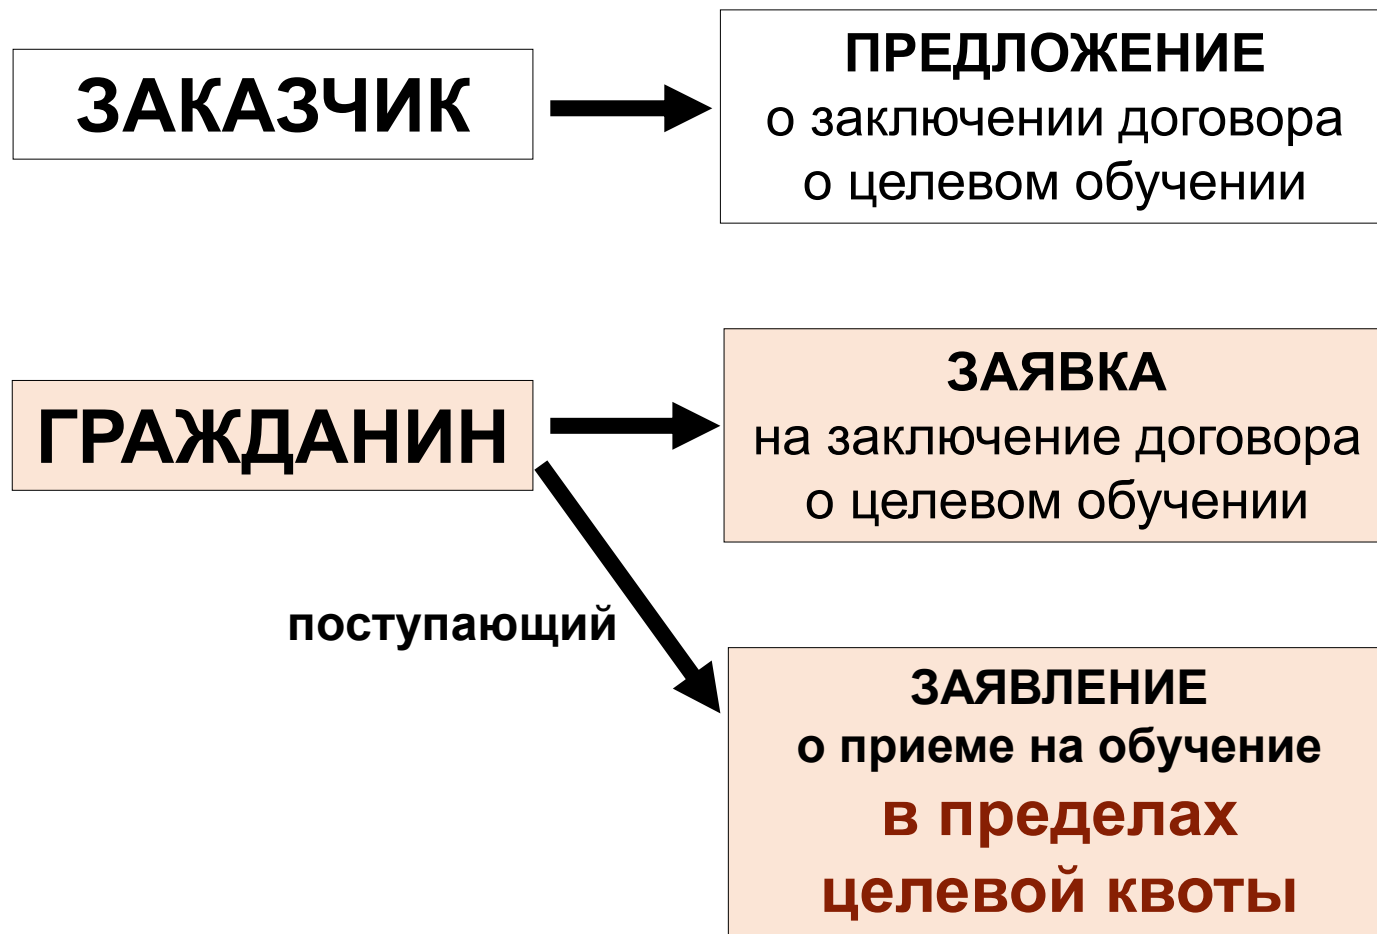 ЗАКАЗЧИК
ПРЕДЛОЖЕНИЕ
о заключении договора
о целевом обучении
ГРАЖДАНИН
ЗАЯВКА
на заключение договора
о целевом обучении
поступающий
ЗАЯВЛЕНИЕ
о приеме на обучение
в пределах
целевой квоты